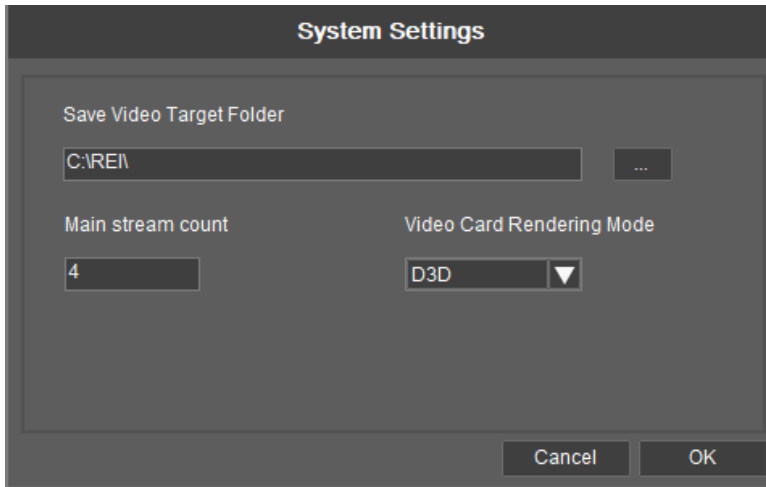 System Settings
Save Video Target Folder
C:\REI\
...
Main stream count
Video Card Rendering Mode
4
D3D
Cancel
OK